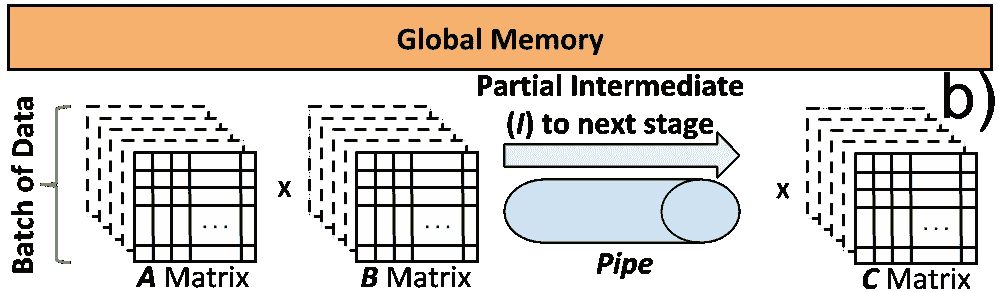 Global Memory
b)
Partial Intermediate
(I) to next stage
Batch of Data
x
x
...
...
...
A Matrix
B Matrix
Pipe
C Matrix